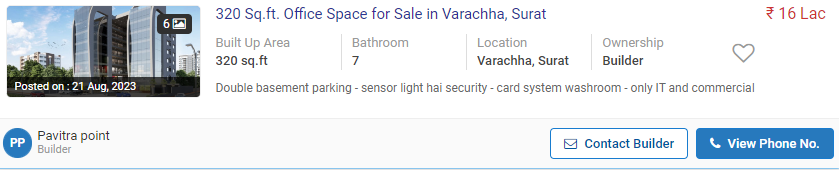 320 Sq.ft. Office Space for Sale in Varachha, Surat
₹ 16 Lac
6
Built Up Area
Bathroom
Location
Ownership
320 sq.ft
7
Varachha, Surat
Builder
Posted on : 21 Aug, 2023
Double basement parking - sensor light hai security - card system washroom - only IT and commercial
PP
Pavitra point
Builder
Contact Builder
View Phone No.